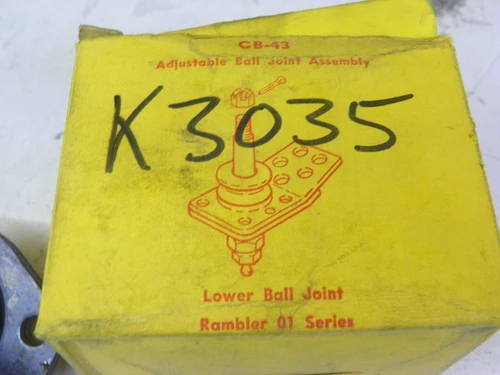 CB-43
Adjustable Ball Joint Assembly
K3035
Lower Ball Joint
Rambler 01 Series